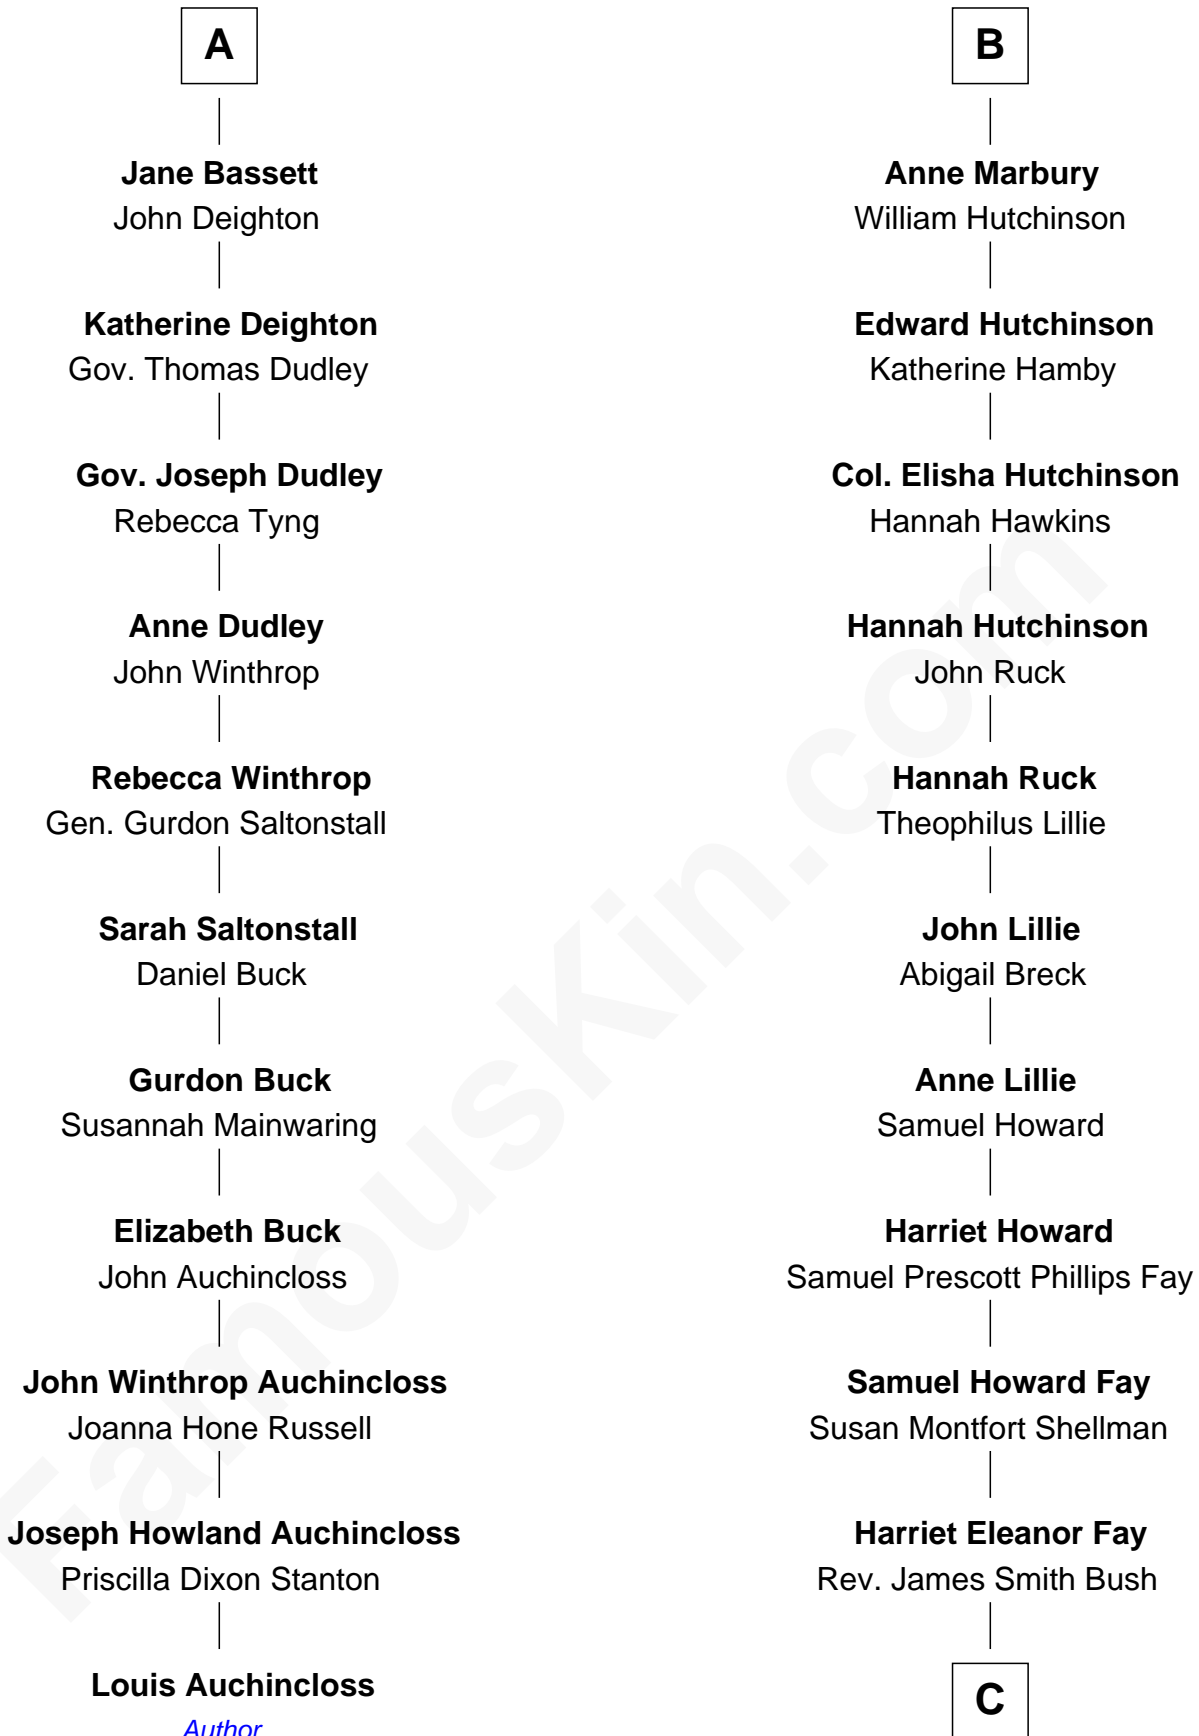 A
Jane Bassett
John Deighton
Katherine Deighton
Gov. Thomas Dudley
Gov. Joseph Dudley
Rebecca Tyng
Anne Dudley
John Winthrop
Rebecca Winthrop
Gen. Gurdon Saltonstall
Sarah Saltonstall
Daniel Buck
Gurdon Buck
Susannah Mainwaring
Elizabeth Buck
John Auchincloss
John Winthrop Auchincloss
Joanna Hone Russell
Joseph Howland Auchincloss
Priscilla Dixon Stanton
Louis Auchincloss
Author
B
Anne Marbury
William Hutchinson
Edward Hutchinson
Katherine Hamby
Col. Elisha Hutchinson
Hannah Hawkins
Hannah Hutchinson
John Ruck
Hannah Ruck
Theophilus Lillie
John Lillie
Abigail Breck
Anne Lillie
Samuel Howard
Harriet Howard
Samuel Prescott Phillips Fay
Samuel Howard Fay
Susan Montfort Shellman
Harriet Eleanor Fay
Rev. James Smith Bush
C
FamousKin.com